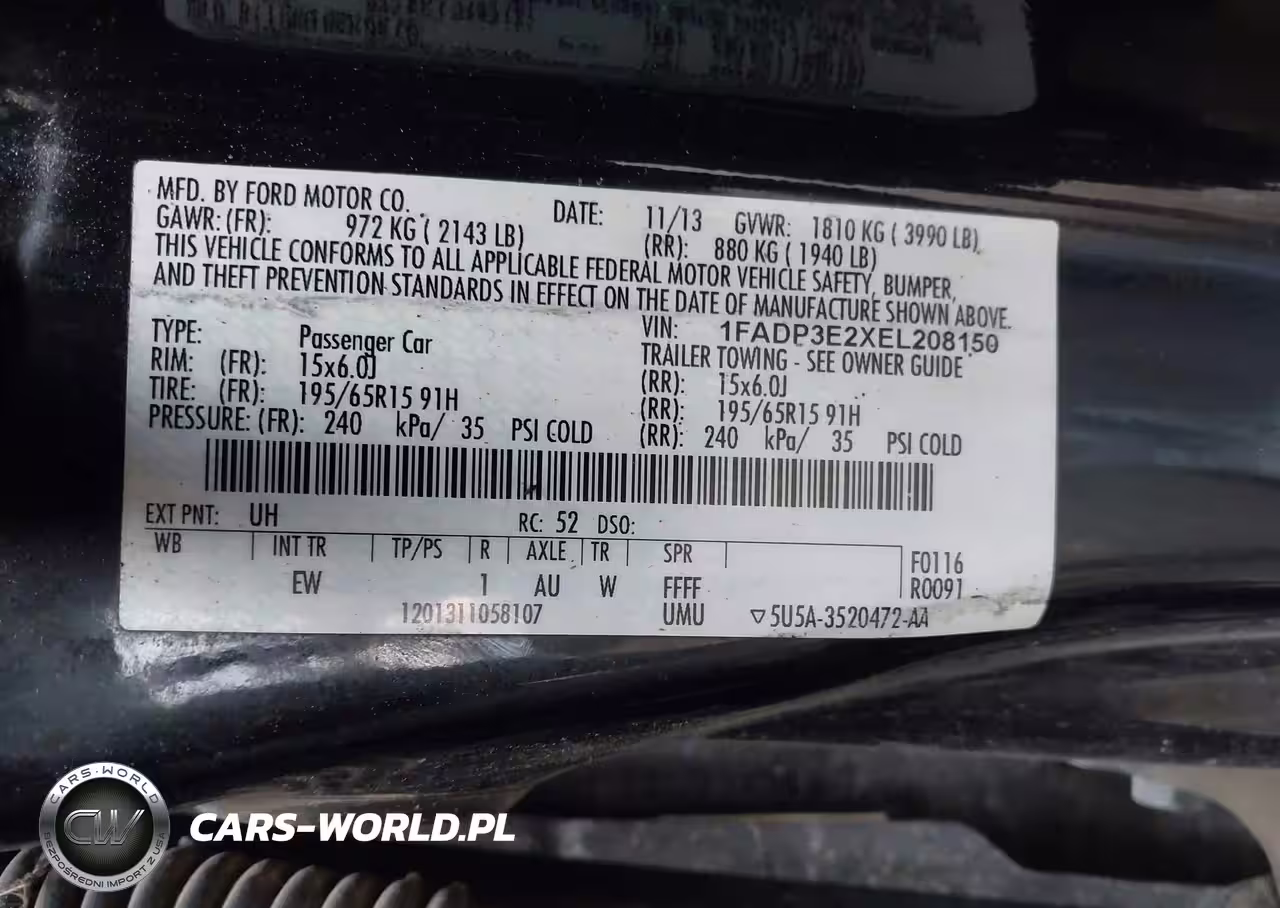 MFD. BY FORD MOTOR CO. DATE: 11/13 GVWR: 1810 KG ( 3990 LB)
GAWR: (FR): 972 KG ( 2143 LB) (RR): 880 KG ( 1940 LB)
THIS VEHICLE CONFORMS TO ALL APPLICABLE FEDERAL MOTOR VEHICLE SAFETY, BUMPER,
AND THEFT PREVENTION STANDARDS IN EFFECT ON THE DATE OF MANUFACTURE SHOWN ABOVE.
VIN: 1FADP3E2XEL208150
TYPE: Passenger Car TRAILER TOWING - SEE OWNER GUIDE
RIM: (FR): 15x6.0J (RR): 15x6.0J
TIRE: (FR): 195/65R15 91H (RR): 195/65R15 91H
PRESSURE: (FR): 240 kPa/ 35 PSI COLD (RR): 240 kPa/ 35 PSI COLD
EXT PNT: UH RC: 52 DSO:
WB INT TR TP/PS R AXLE TR SPR F0116
EW 1 AU W FFFF R0091
1201311058107 UMU ▽5U5A-3520472-AA
CARS-WORLD
CW
BEZPOŚREDNI IMPORT Z USA
CARS-WORLD.PL